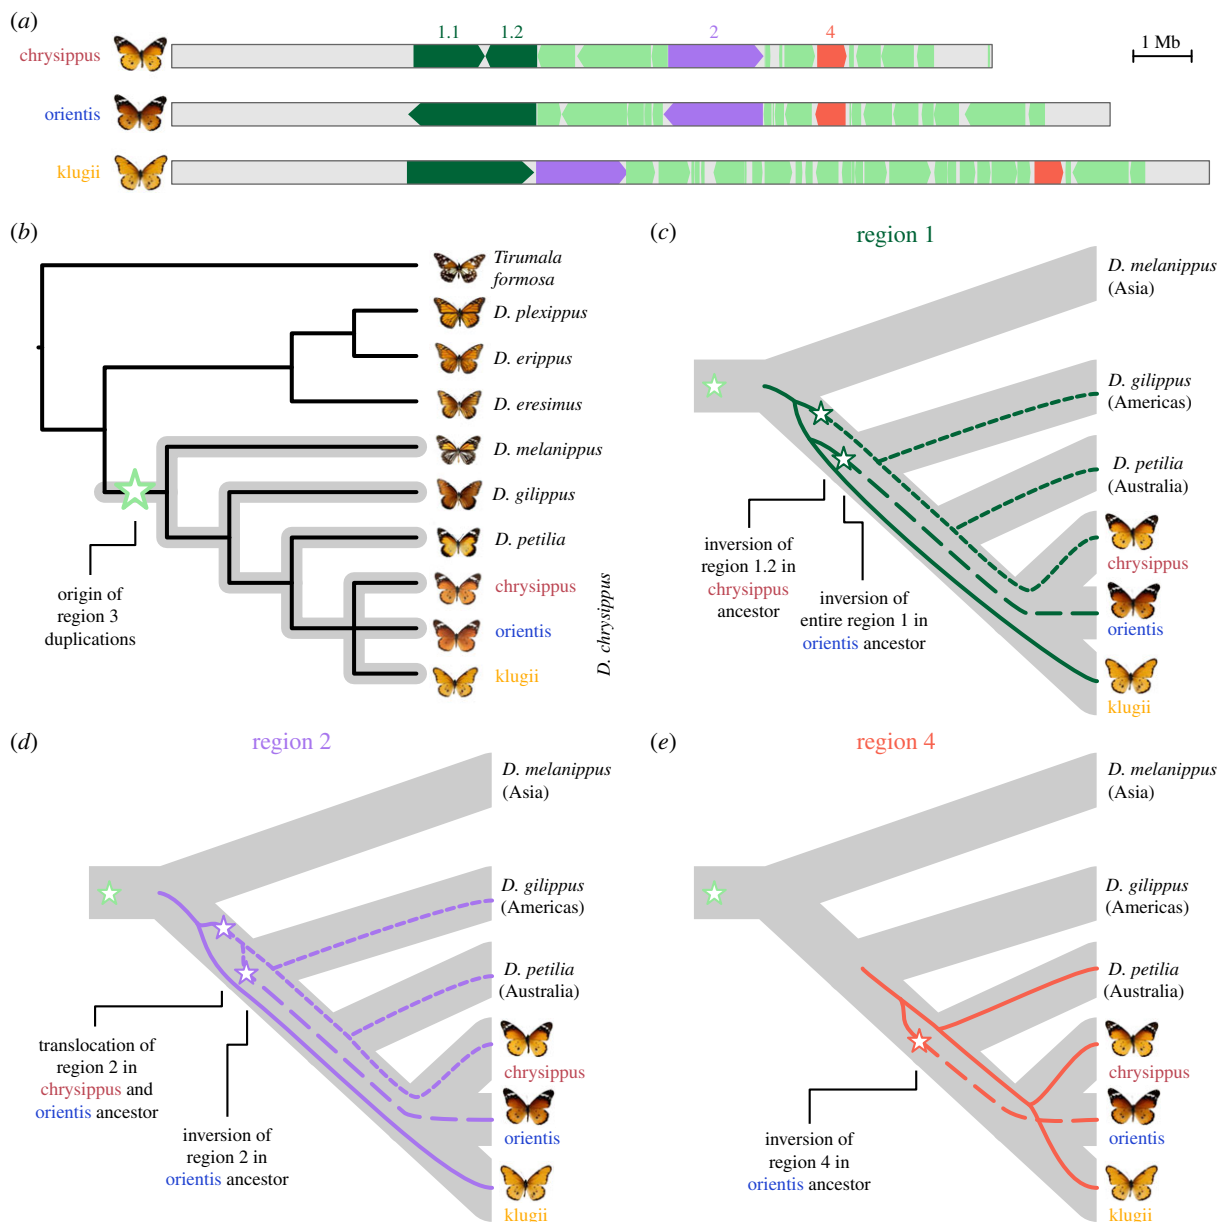 (a)
1.1 1.2 2 4
1 Mb
chrysippus
orientis
klugii
(b)
Tirumala
formosa
D. plexippus
D. erippus
D. eresimus
D. melanippus
D. gilippus
D. petilia
chrysippus
orientis
klugii
D. chrysippus
origin of
region 3
duplications
(c)
region 1
D. melanippus
(Asia)
D. gilippus
(Americas)
D. petilia
(Australia)
chrysippus
orientis
klugii
inversion of
region 1.2 in
chrysippus
ancestor
inversion of
entire region 1 in
orientis ancestor
(d)
region 2
D. melanippus
(Asia)
D. gilippus
(Americas)
D. petilia
(Australia)
chrysippus
orientis
klugii
translocation of
region 2 in
chrysippus and
orientis ancestor
inversion of
region 2 in
orientis ancestor
(e)
region 4
D. melanippus
(Asia)
D. gilippus
(Americas)
D. petilia
(Australia)
chrysippus
orientis
klugii
inversion of
region 4 in
orientis ancestor